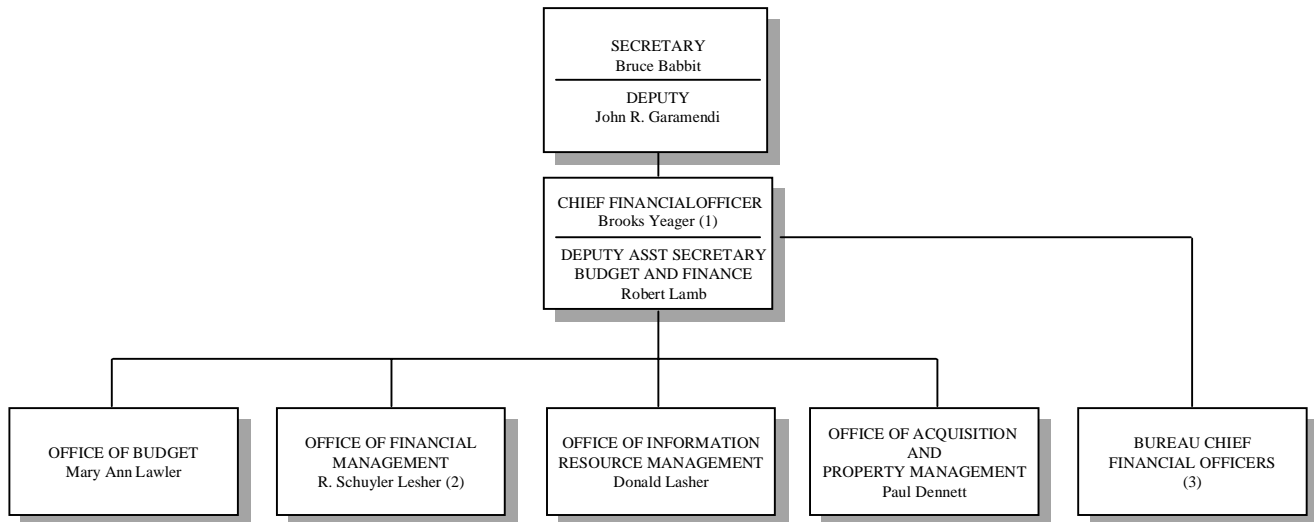 SECRETARY
Bruce Babbit
DEPUTY
John R. Garamendi
CHIEF FINANCIALOFFICER
Brooks Yeager (1)
DEPUTY ASST SECRETARY
BUDGET AND FINANCE
Robert Lamb
OFFICE OF BUDGET
Mary Ann Lawler
OFFICE OF FINANCIAL
MANAGEMENT
R. Schuyler Lesher (2)
OFFICE OF INFORMATION
RESOURCE MANAGEMENT
Donald Lasher
OFFICE OF ACQUISITION
AND
PROPERTY MANAGEMENT
Paul Dennett
BUREAU CHIEF
FINANCIAL OFFICERS
(3)